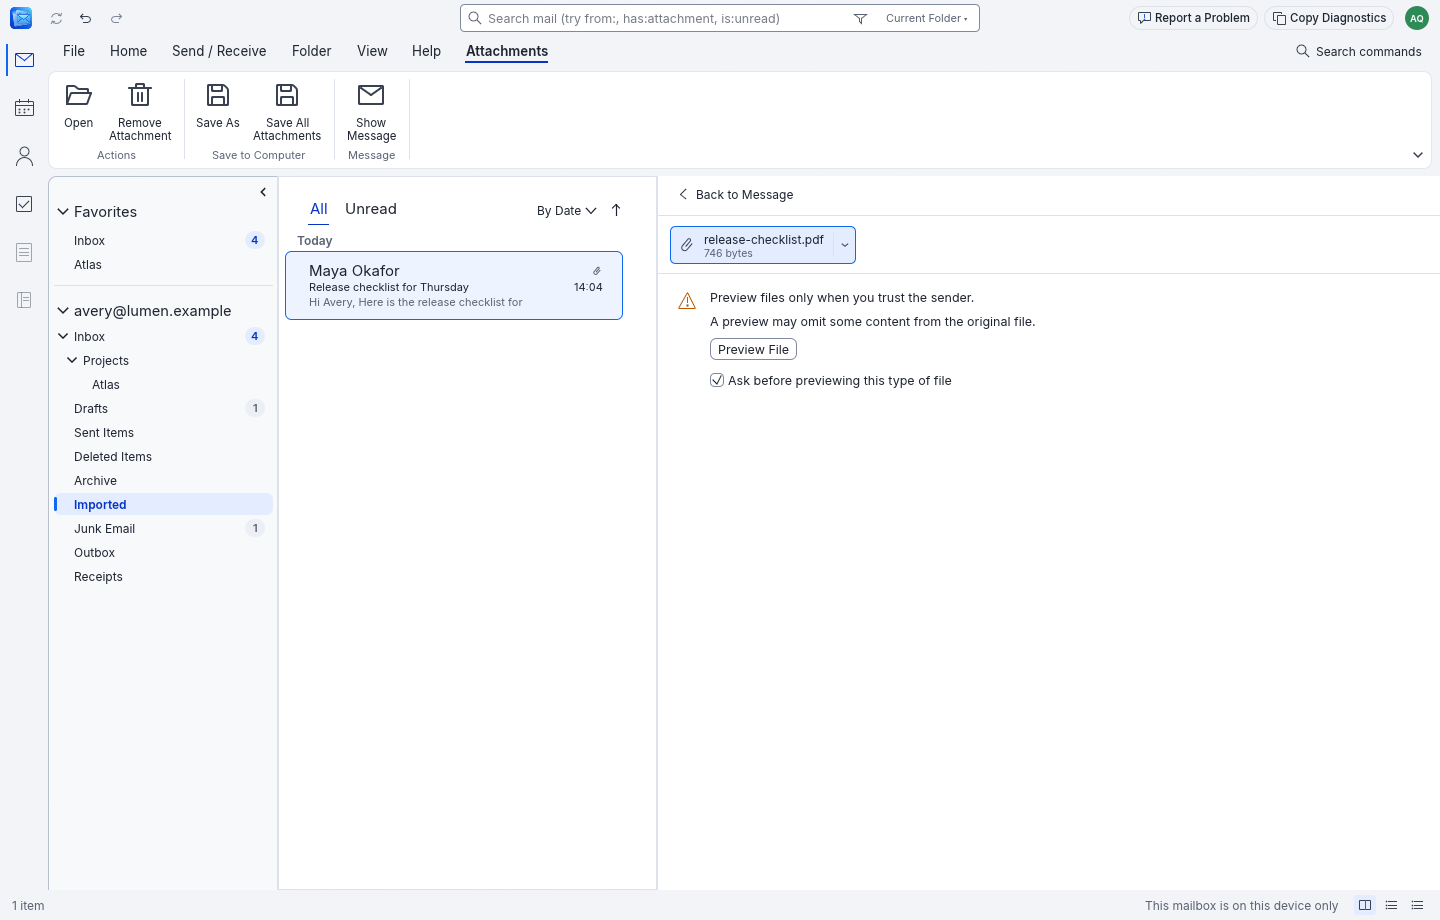 Search mail (try from:, has:attachment, is:unread)
Current Folder
Report a Problem
Copy Diagnostics
AQ
File
Home
Send / Receive
Folder
View
Help
Attachments
Search commands
Open
Remove Attachment
Actions
Save As
Save All Attachments
Save to Computer
Show Message
Message
Favorites
Inbox 4
Atlas
avery@lumen.example
Inbox 4
Projects
Atlas
Drafts 1
Sent Items
Deleted Items
Archive
Imported
Junk Email 1
Outbox
Receipts
All
Unread
By Date
Today
Maya Okafor
Release checklist for Thursday 14:04
Hi Avery, Here is the release checklist for
Back to Message
release-checklist.pdf
746 bytes
Preview files only when you trust the sender.
A preview may omit some content from the original file.
Preview File
Ask before previewing this type of file
1 item
This mailbox is on this device only